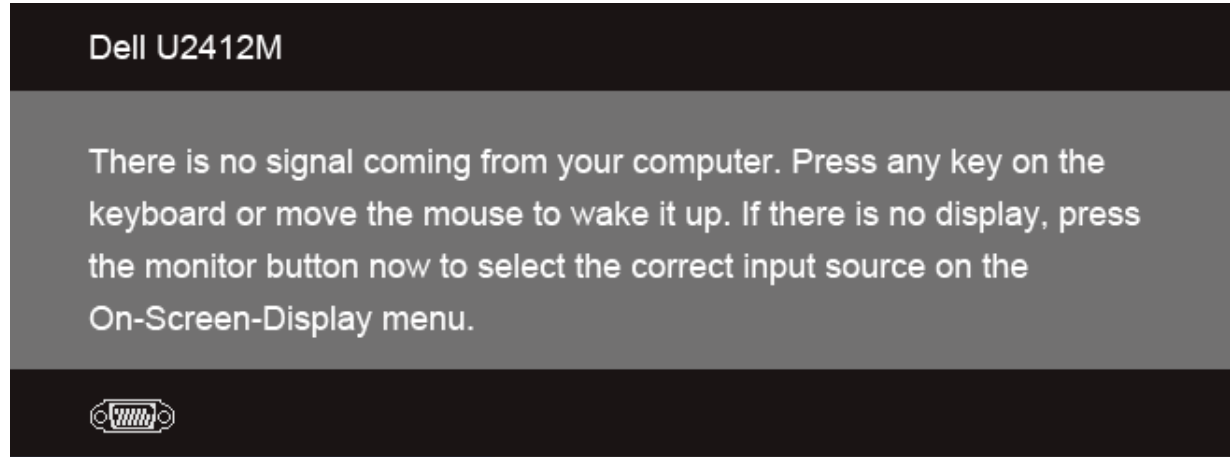 Dell U2412M
There is no signal coming from your computer. Press any key on the
keyboard or move the mouse to wake it up. If there is no display, press
the monitor button now to select the correct input source on the
On-Screen-Display menu.